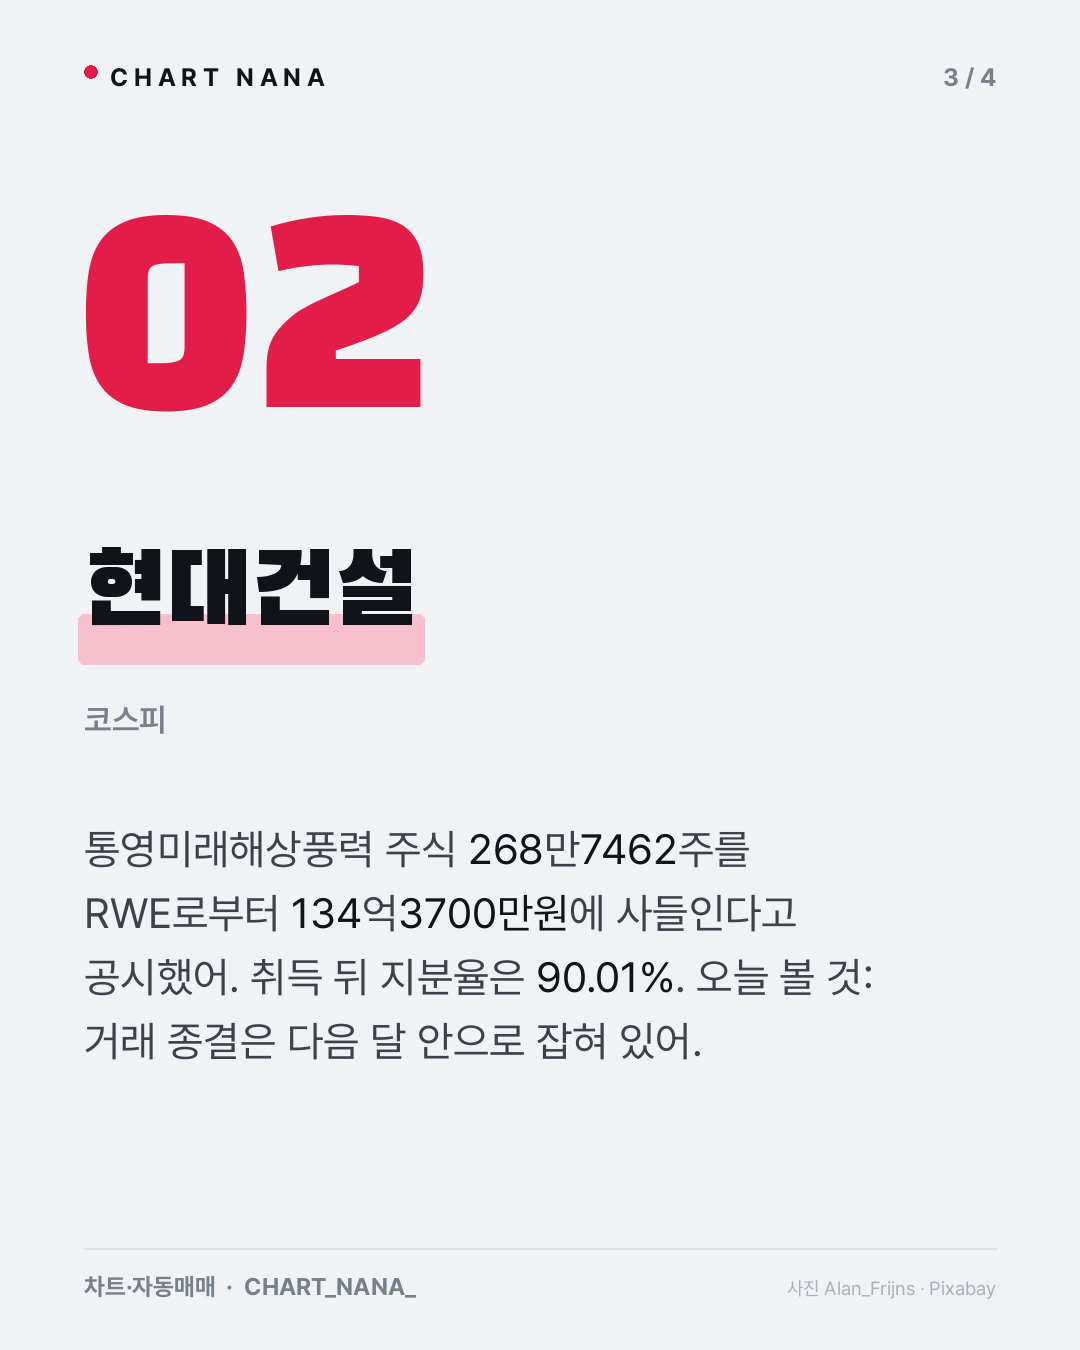 CHART NANA
3 / 4
02
현대건설
코스피
통영미래해상풍력 주식 268만7462주를
RWE로부터 134억3700만원에 사들인다고
공시했어. 취득 뒤 지분율은 90.01%. 오늘 볼 것:
거래 종결은 다음 달 안으로 잡혀 있어.
차트·자동매매 · CHART_NANA_
사진 Alan_Frijns · Pixabay